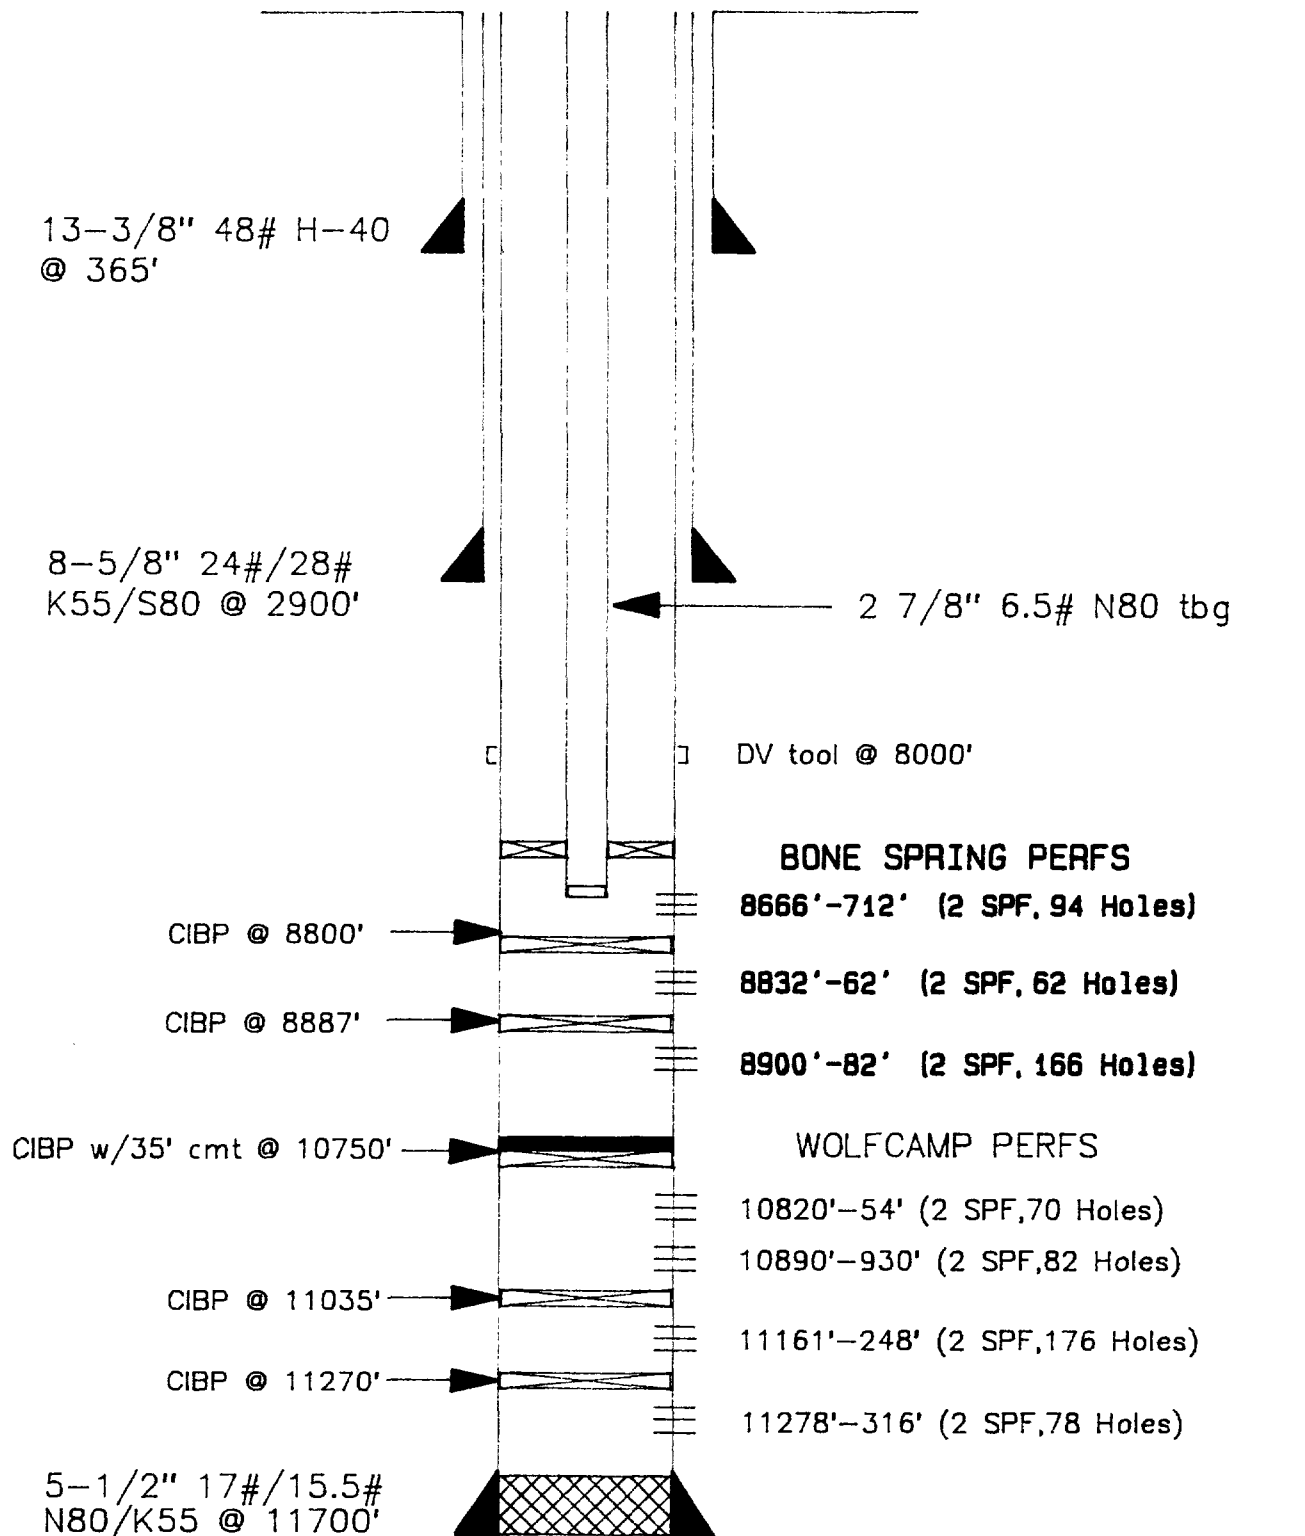 13-3/8" 48# H-40
@ 365'
8-5/8" 24#/28#
K55/S80 @ 2900'
2 7/8" 6.5# N80 tbg
DV tool @ 8000'
BONE SPRING PERFS
8666'-712' (2 SPF, 94 Holes)
CIBP @ 8800'
8832'-62' (2 SPF, 62 Holes)
CIBP @ 8887'
8900'-82' (2 SPF, 166 Holes)
CIBP w/35' cmt @ 10750'
WOLFCAMP PERFS
10820'-54' (2 SPF,70 Holes)
10890'-930' (2 SPF,82 Holes)
CIBP @ 11035'
11161'-248' (2 SPF,176 Holes)
CIBP @ 11270'
11278'-316' (2 SPF,78 Holes)
5-1/2" 17#/15.5#
N80/K55 @ 11700'